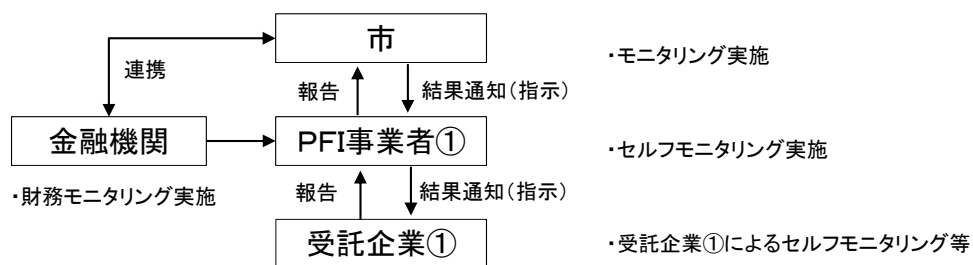 市
・モニタリング実施
連携
報告
結果通知(指示)
金融機関
PFI事業者①
・セルフモニタリング実施
・財務モニタリング実施
報告
結果通知(指示)
受託企業①
・受託企業①によるセルフモニタリング等